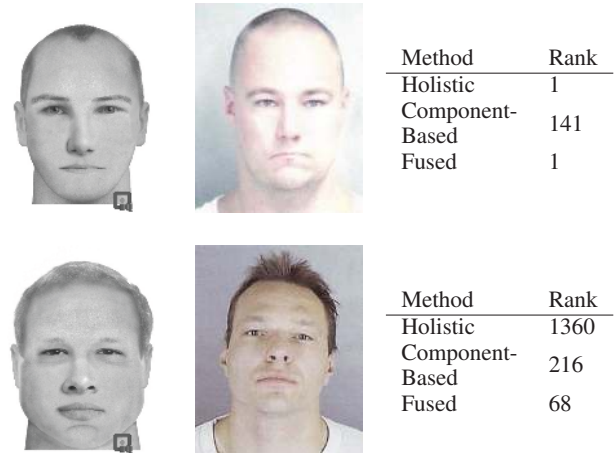 Method Rank
Holistic 1
Component-
Based 141
Fused 1
Method Rank
Holistic 1360
Component-
Based 216
Fused 68